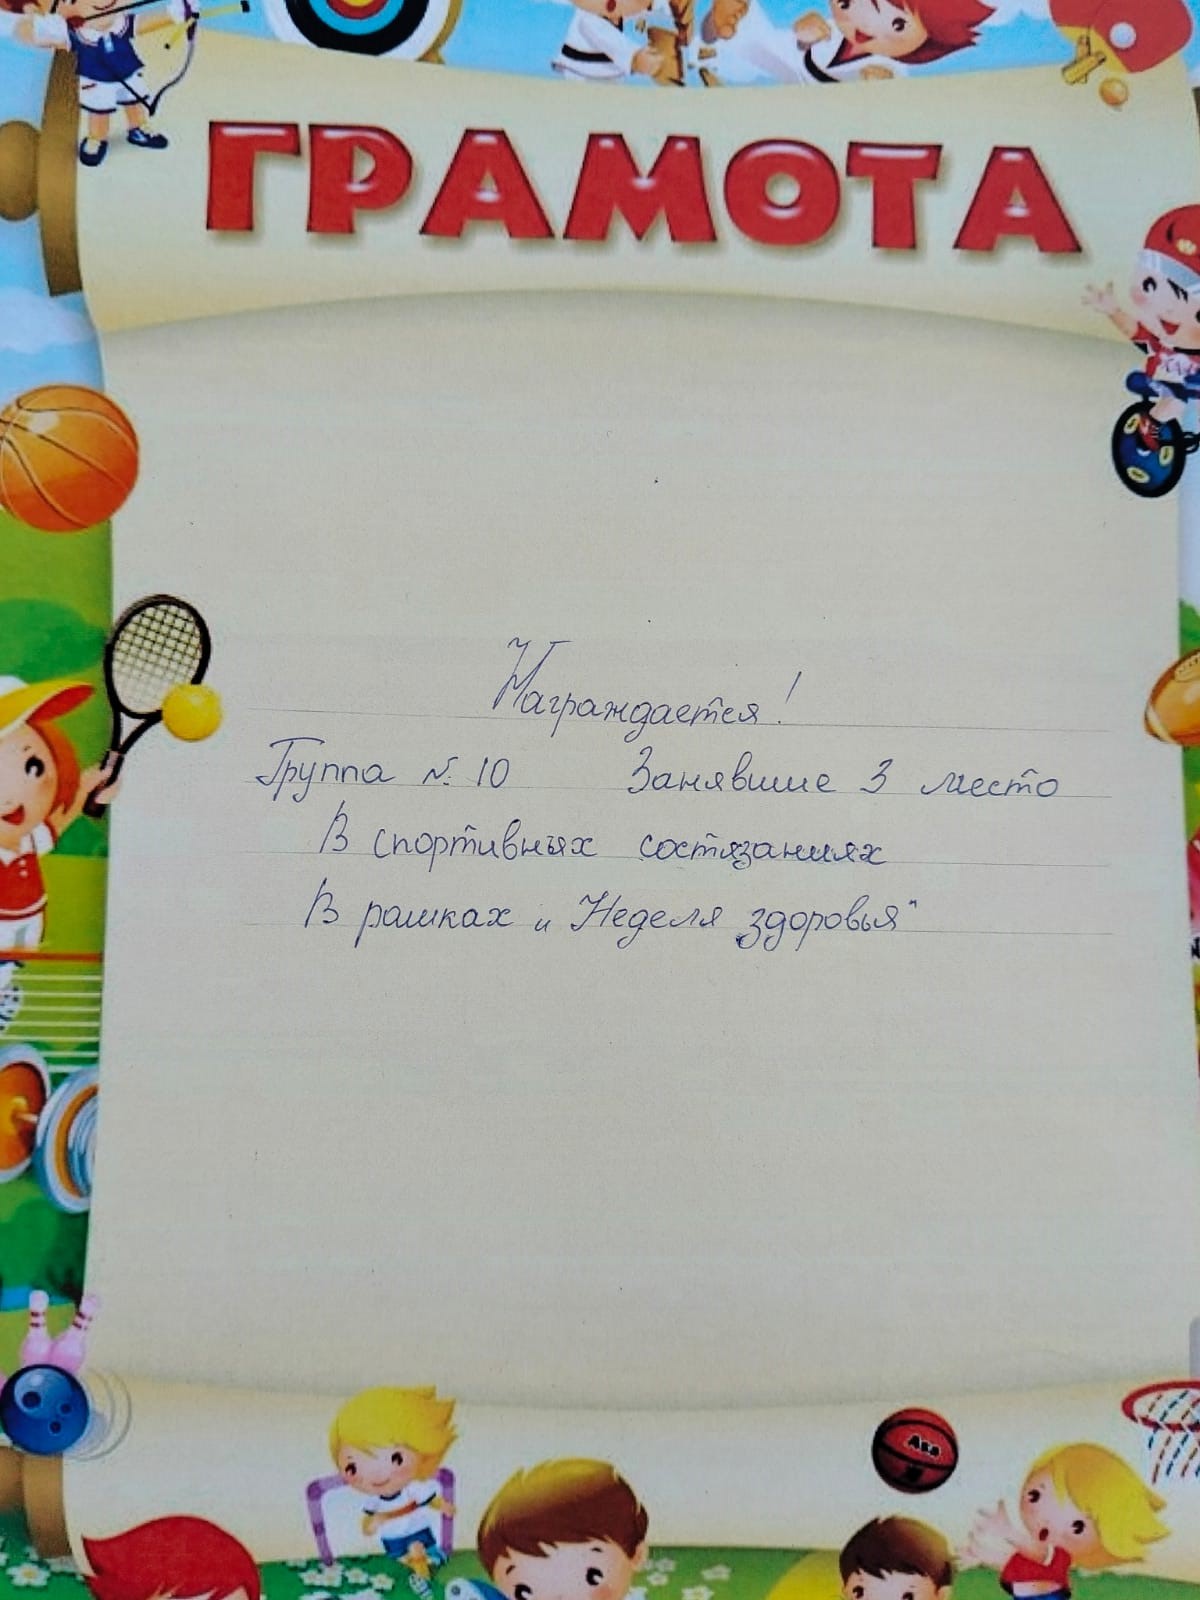 ГРАМОТА
Награждается!
Группа № 10 Занявшие 3 место
В спортивных состязаниях
В рамках „Неделя здоровья“